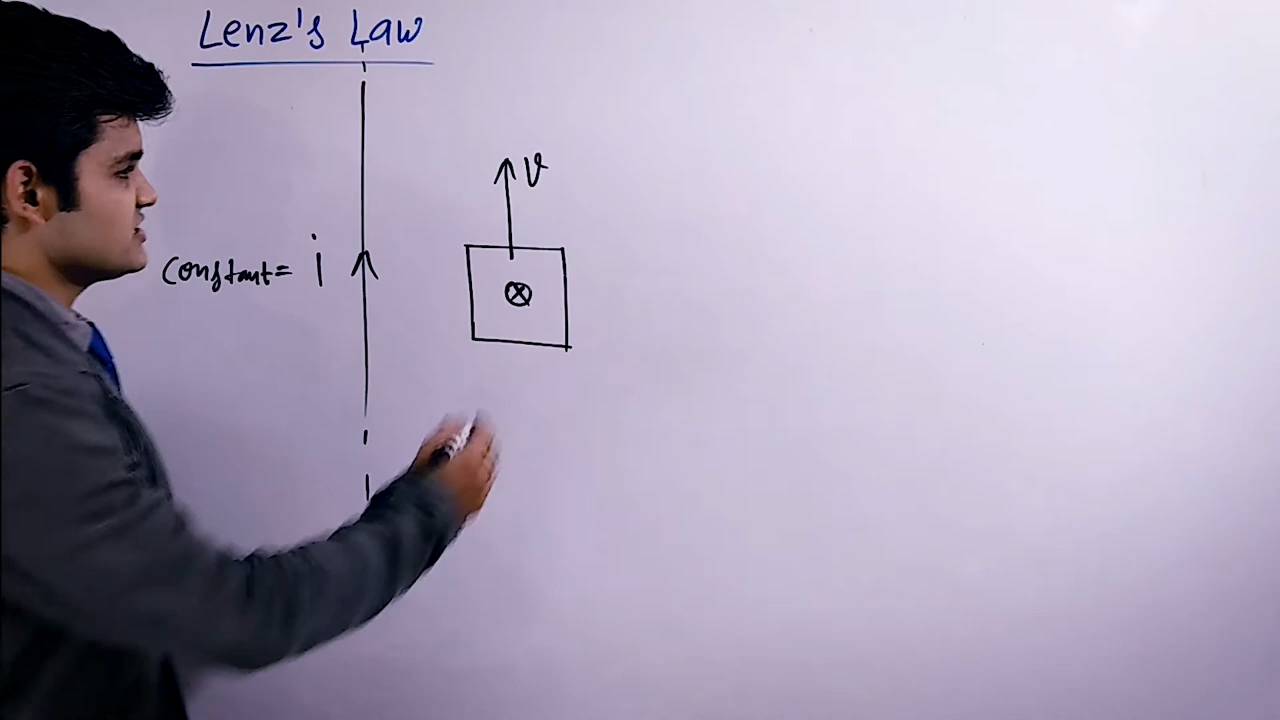 Lenz's Law
v
constant = i
⊗